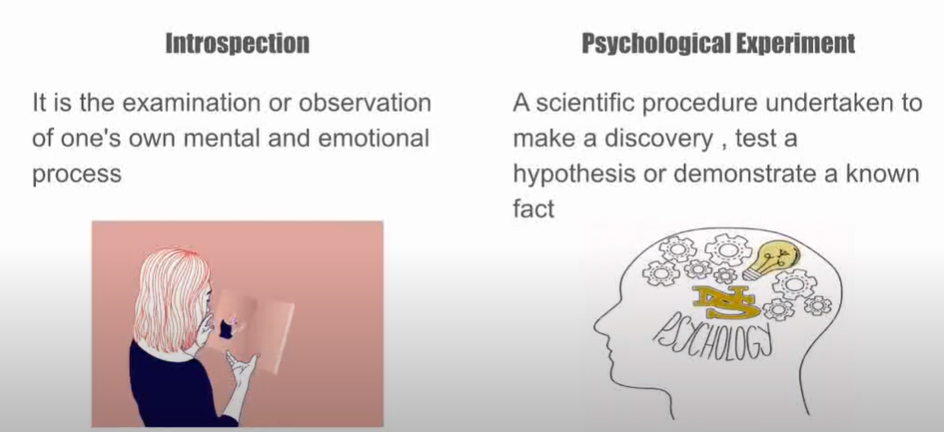 Introspection
It is the examination or observation
of one's own mental and emotional
process
Psychological Experiment
A scientific procedure undertaken to
make a discovery , test a
hypothesis or demonstrate a known
fact
PSYCHOLOGY